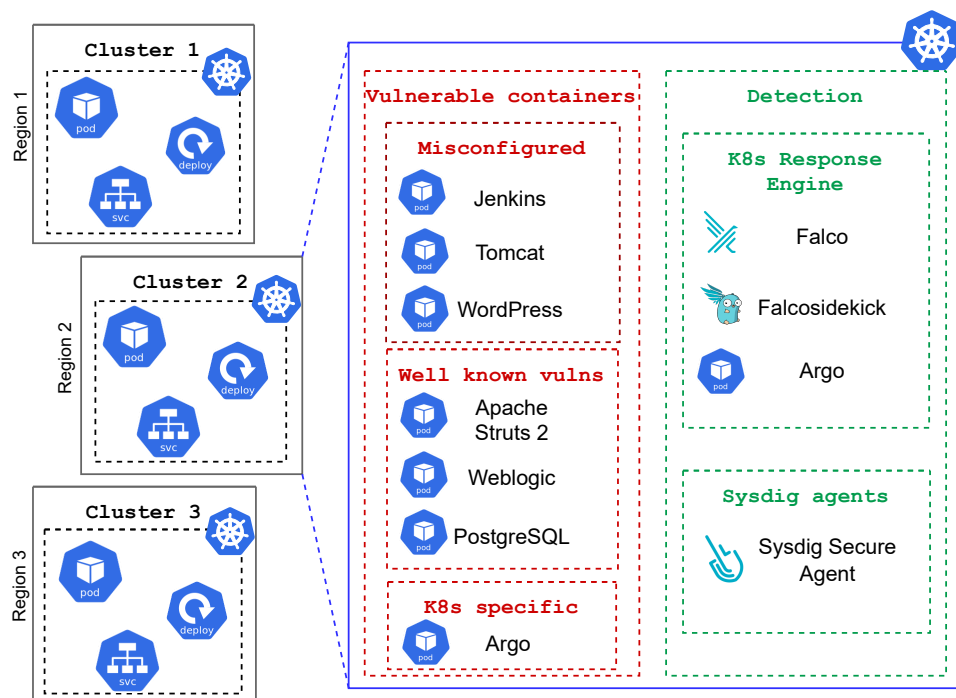 Region 1
Cluster 1
pod
deploy
svc
Region 2
Cluster 2
pod
deploy
svc
Region 3
Cluster 3
pod
deploy
svc
Vulnerable containers
Misconfigured
pod
Jenkins
pod
Tomcat
pod
WordPress
Well known vulns
pod
Apache
Struts 2
pod
Weblogic
pod
PostgreSQL
K8s specific
pod
Argo
Detection
K8s Response
Engine
Falco
Falcosidekick
pod
Argo
Sysdig agents
Sysdig Secure
Agent